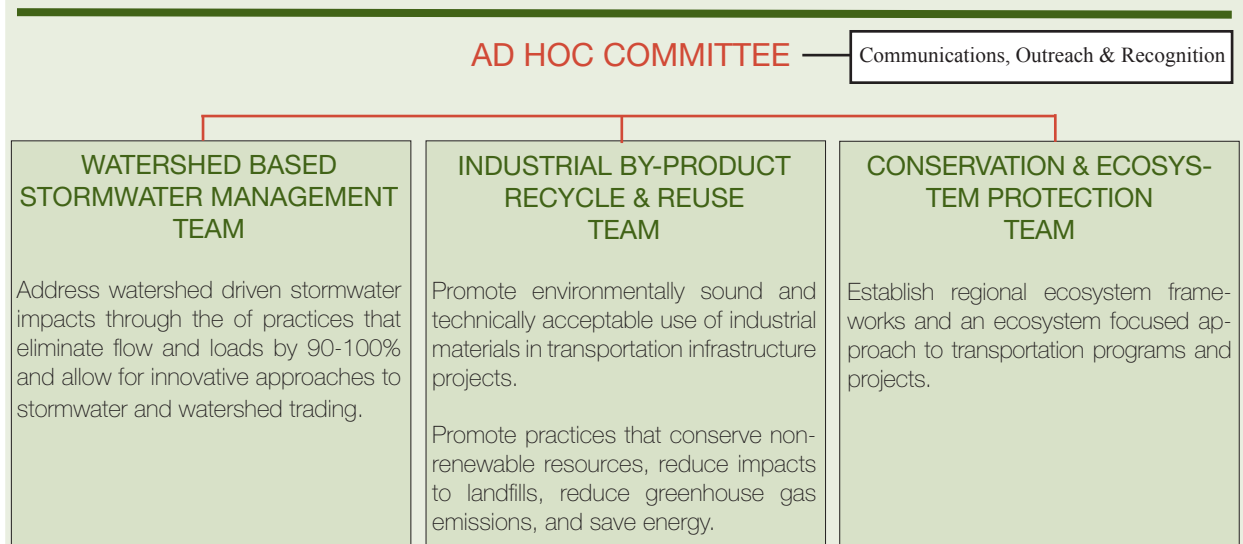 AD HOC COMMITTEE
Communications, Outreach & Recognition
WATERSHED BASED
STORMWATER MANAGEMENT
TEAM
Address watershed driven stormwater
impacts through the of practices that
eliminate flow and loads by 90-100%
and allow for innovative approaches to
stormwater and watershed trading.
INDUSTRIAL BY-PRODUCT
RECYCLE & REUSE
TEAM
Promote environmentally sound and
technically acceptable use of industrial
materials in transportation infrastructure
projects.
Promote practices that conserve non-
renewable resources, reduce impacts
to landfills, reduce greenhouse gas
emissions, and save energy.
CONSERVATION & ECOSYS-
TEM PROTECTION
TEAM
Establish regional ecosystem frame-
works and an ecosystem focused ap-
proach to transportation programs and
projects.